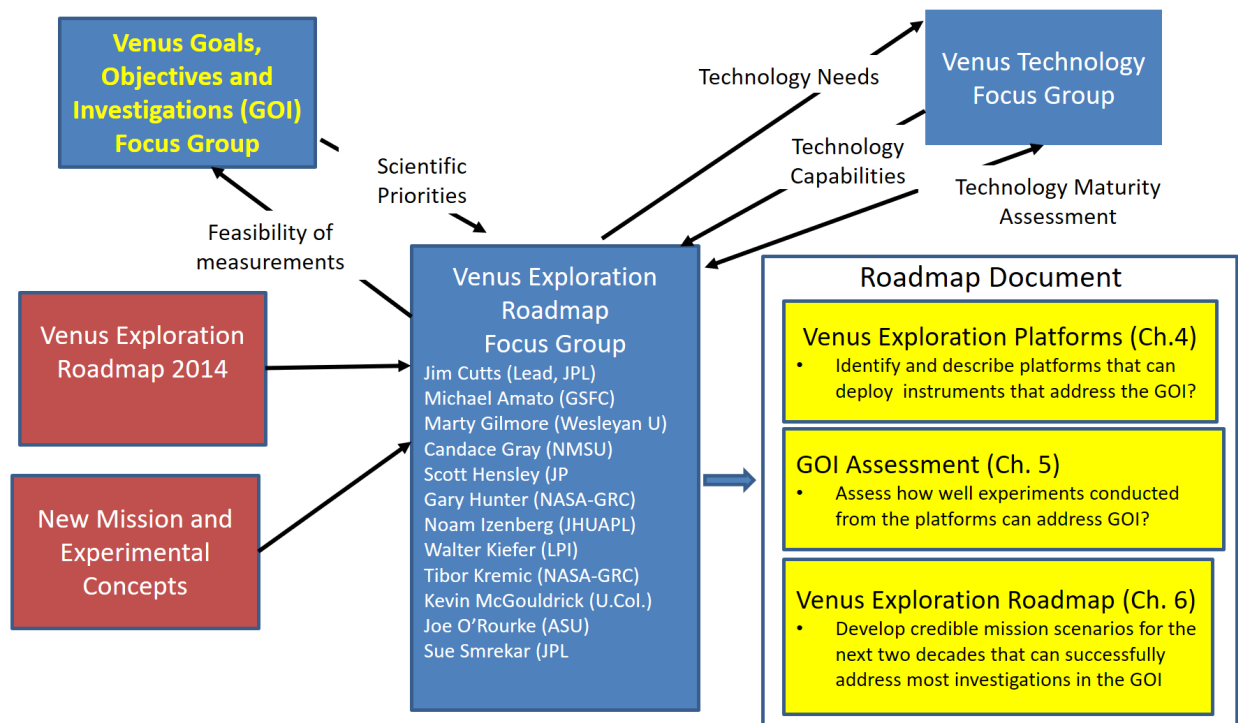 Venus Goals,
Objectives and
Investigations (GOI)
Focus Group
Technology Needs
Venus Technology
Focus Group
Scientific
Priorities
Technology
Capabilities
Technology Maturity
Assessment
Feasibility of
measurements
Venus Exploration
Roadmap 2014
New Mission and
Experimental
Concepts
Venus Exploration
Roadmap
Focus Group
Jim Cutts (Lead, JPL)
Michael Amato (GSFC)
Marty Gilmore (Wesleyan U)
Candace Gray (NMSU)
Scott Hensley (JP
Gary Hunter (NASA-GRC)
Noam Izenberg (JHUAPL)
Walter Kiefer (LPI)
Tibor Kremic (NASA-GRC)
Kevin McGouldrick (U.Col.)
Joe O’Rourke (ASU)
Sue Smrekar (JPL
Roadmap Document
Venus Exploration Platforms (Ch.4)
• Identify and describe platforms that can
deploy instruments that address the GOI?
GOI Assessment (Ch. 5)
• Assess how well experiments conducted
from the platforms can address GOI?
Venus Exploration Roadmap (Ch. 6)
• Develop credible mission scenarios for the
next two decades that can successfully
address most investigations in the GOI